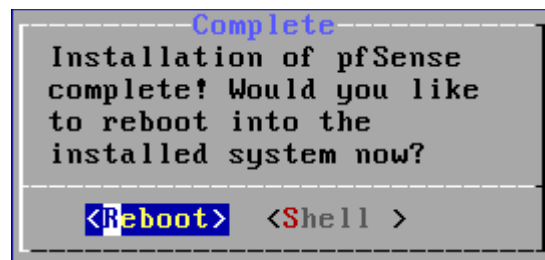 Complete
Installation of pfSense
complete! Would you like
to reboot into the
installed system now?
<Reboot> <Shell >